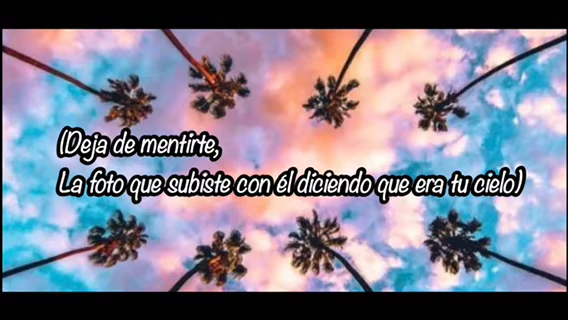 (Deja de mentirte,
La foto que subiste con él diciendo que era tu cielo)